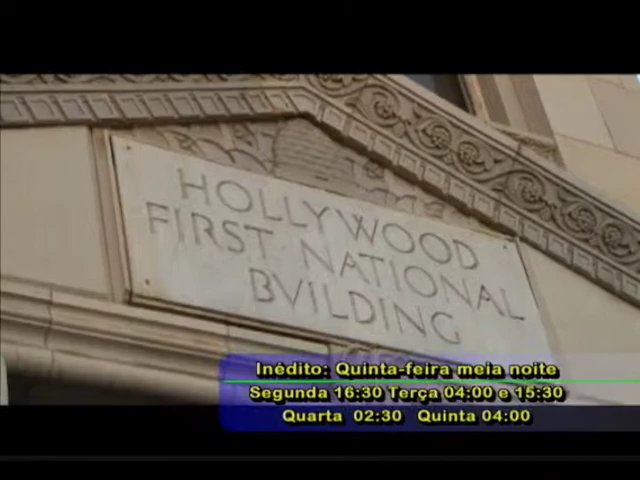 HOLLYWOOD
FIRST NATIONAL
BUILDING
Inédito: Quinta-feira meia noite
Segunda 16:30 Terça 04:00 e 15:30
Quarta 02:30 Quinta 04:00